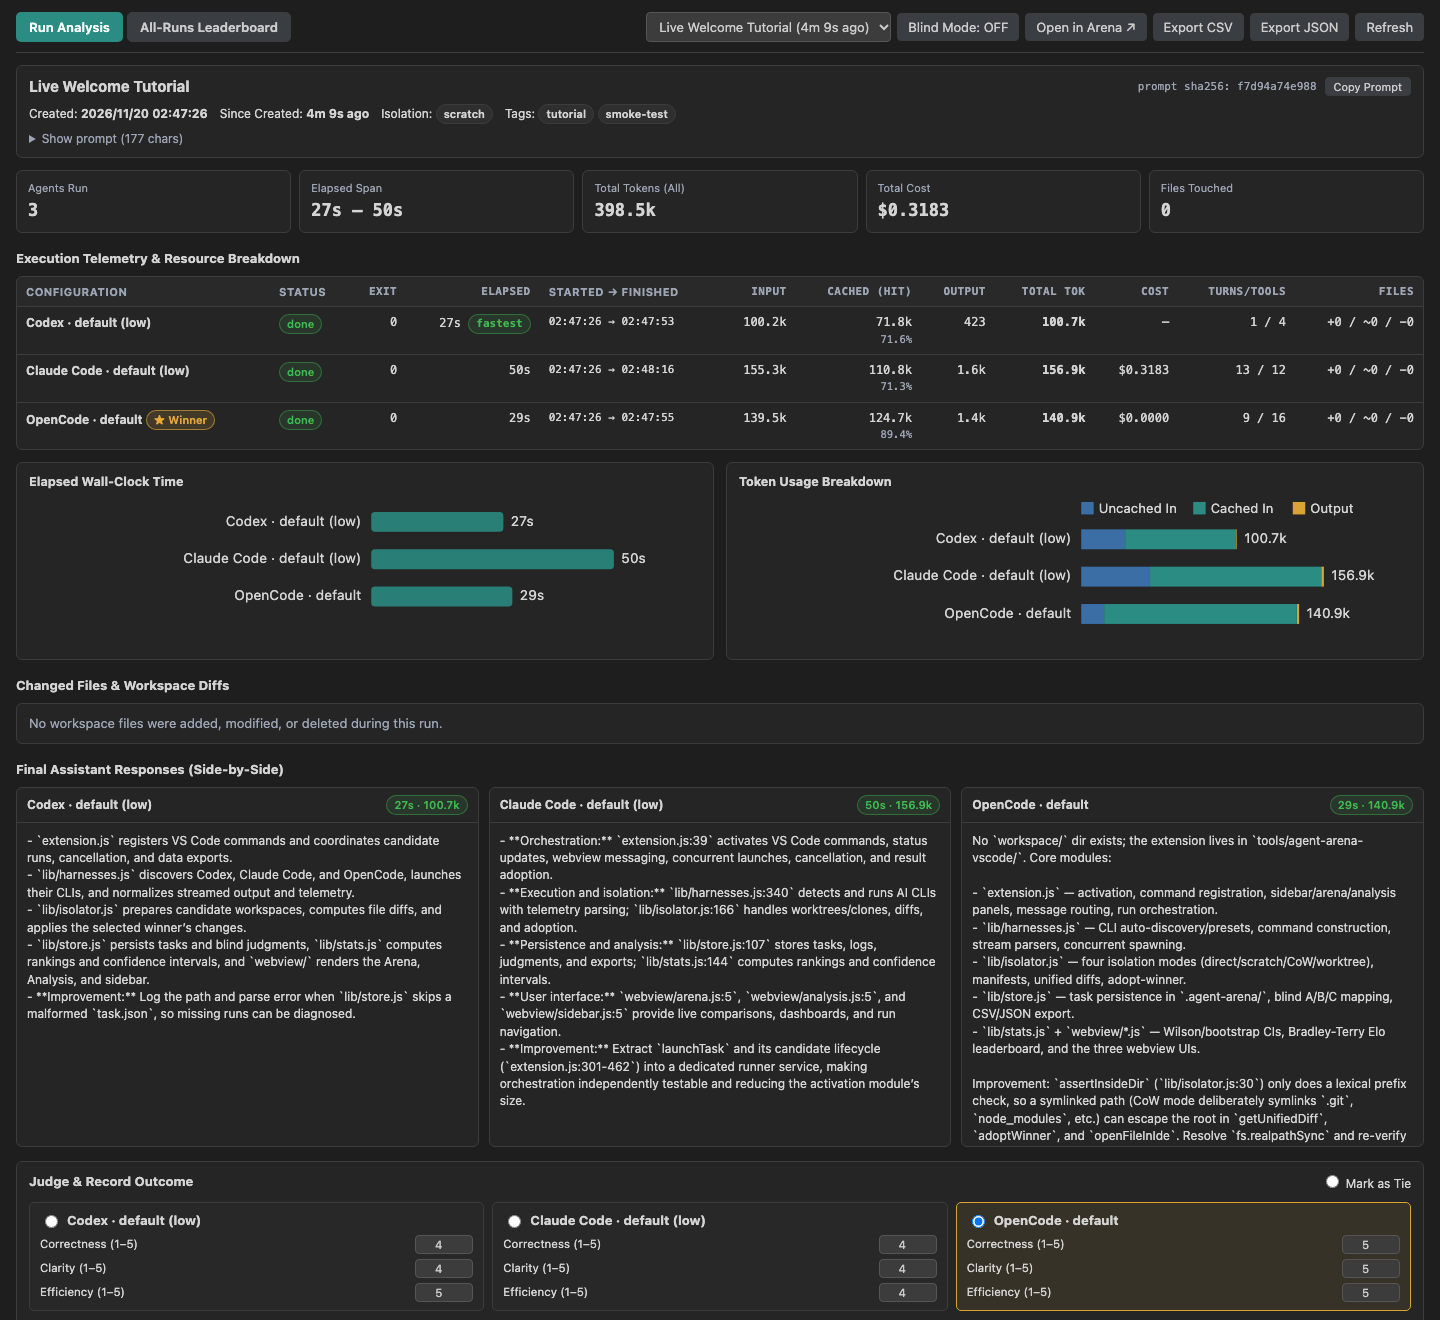 Run Analysis
All-Runs Leaderboard
Live Welcome Tutorial (4m 9s ago)
Blind Mode: OFF
Open in Arena ↗
Export CSV
Export JSON
Refresh
Live Welcome Tutorial
prompt sha256: f7d94a74e988
Copy Prompt
Created: 2026/11/20 02:47:26 Since Created: 4m 9s ago Isolation: scratch Tags: tutorial smoke-test
▶ Show prompt (177 chars)
Agents Run
3
Elapsed Span
27s — 50s
Total Tokens (All)
398.5k
Total Cost
$0.3183
Files Touched
0
Execution Telemetry & Resource Breakdown
CONFIGURATION STATUS EXIT ELAPSED STARTED → FINISHED INPUT CACHED (HIT) OUTPUT TOTAL TOK COST TURNS/TOOLS FILES
Codex · default (low) done 0 27s fastest 02:47:26 → 02:47:53 100.2k 71.8k 423 100.7k — 1 / 4 +0 / ~0 / −0
71.6%
Claude Code · default (low) done 0 50s 02:47:26 → 02:48:16 155.3k 110.8k 1.6k 156.9k $0.3183 13 / 12 +0 / ~0 / −0
71.3%
OpenCode · default ★ Winner done 0 29s 02:47:26 → 02:47:55 139.5k 124.7k 1.4k 140.9k $0.0000 9 / 16 +0 / ~0 / −0
89.4%
Elapsed Wall-Clock Time
Codex · default (low) 27s
Claude Code · default (low) 50s
OpenCode · default 29s
Token Usage Breakdown
Uncached In Cached In Output
Codex · default (low) 100.7k
Claude Code · default (low) 156.9k
OpenCode · default 140.9k
Changed Files & Workspace Diffs
No workspace files were added, modified, or deleted during this run.
Final Assistant Responses (Side-by-Side)
Codex · default (low) 27s · 100.7k
- `extension.js` registers VS Code commands and coordinates candidate
runs, cancellation, and data exports.
- `lib/harnesses.js` discovers Codex, Claude Code, and OpenCode, launches
their CLIs, and normalizes streamed output and telemetry.
- `lib/isolator.js` prepares candidate workspaces, computes file diffs, and
applies the selected winner’s changes.
- `lib/store.js` persists tasks and blind judgments, `lib/stats.js` computes
rankings and confidence intervals, and `webview/` renders the Arena,
Analysis, and sidebar.
- **Improvement:** Log the path and parse error when `lib/store.js` skips a
malformed `task.json`, so missing runs can be diagnosed.
Claude Code · default (low) 50s · 156.9k
- **Orchestration:** `extension.js:39` activates VS Code commands, status
updates, webview messaging, concurrent launches, cancellation, and result
adoption.
- **Execution and isolation:** `lib/harnesses.js:340` detects and runs AI CLIs
with telemetry parsing; `lib/isolator.js:166` handles worktrees/clones, diffs,
and adoption.
- **Persistence and analysis:** `lib/store.js:107` stores tasks, logs,
judgments, and exports; `lib/stats.js:144` computes rankings and confidence
intervals.
- **User interface:** `webview/arena.js:5`, `webview/analysis.js:5`, and
`webview/sidebar.js:5` provide live comparisons, dashboards, and run
navigation.
- **Improvement:** Extract `launchTask` and its candidate lifecycle
(`extension.js:301-462`) into a dedicated runner service, making
orchestration independently testable and reducing the activation module’s
size.
OpenCode · default 29s · 140.9k
No `workspace/` dir exists; the extension lives in `tools/agent-arena-
vscode/`. Core modules:
- `extension.js` — activation, command registration, sidebar/arena/analysis
panels, message routing, run orchestration.
- `lib/harnesses.js` — CLI auto-discovery/presets, command construction,
stream parsers, concurrent spawning.
- `lib/isolator.js` — four isolation modes (direct/scratch/CoW/worktree),
manifests, unified diffs, adopt-winner.
- `lib/store.js` — task persistence in `.agent-arena/`, blind A/B/C mapping,
CSV/JSON export.
- `lib/stats.js` + `webview/*.js` — Wilson/bootstrap CIs, Bradley-Terry Elo
leaderboard, and the three webview UIs.
Improvement: `assertInsideDir` (`lib/isolator.js:30`) only does a lexical prefix
check, so a symlinked path (CoW mode deliberately symlinks `.git`,
`node_modules`, etc.) can escape the root in `getUnifiedDiff`,
`adoptWinner`, and `openFileInIde`. Resolve `fs.realpathSync` and re-verify
Judge & Record Outcome
Mark as Tie
Codex · default (low)
Correctness (1–5) 4
Clarity (1–5) 4
Efficiency (1–5) 5
Claude Code · default (low)
Correctness (1–5) 4
Clarity (1–5) 4
Efficiency (1–5) 4
OpenCode · default
Correctness (1–5) 5
Clarity (1–5) 5
Efficiency (1–5) 5